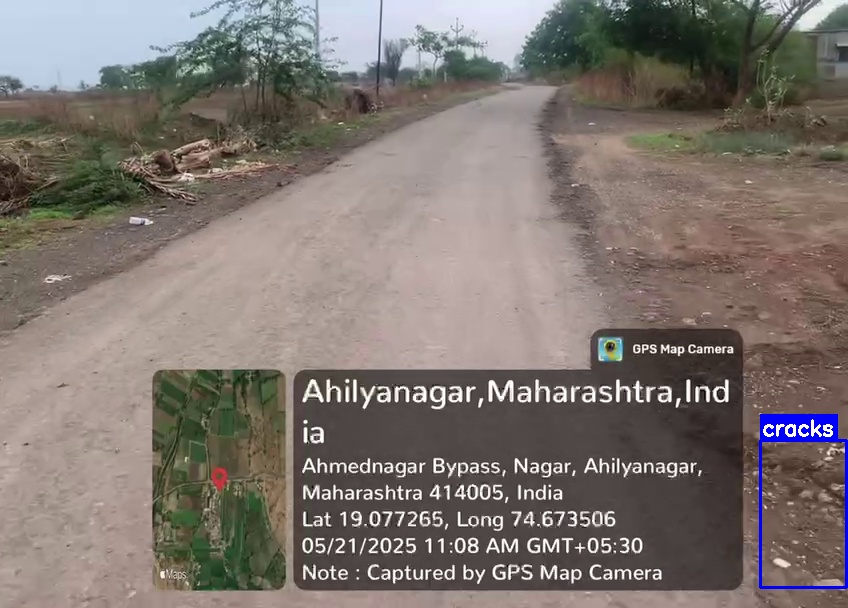 GPS Map Camera
Ahilyanagar,Maharashtra,Ind
ia
Ahmednagar Bypass, Nagar, Ahilyanagar,
Maharashtra 414005, India
Lat 19.077265, Long 74.673506
05/21/2025 11:08 AM GMT+05:30
Note : Captured by GPS Map Camera
Maps
cracks